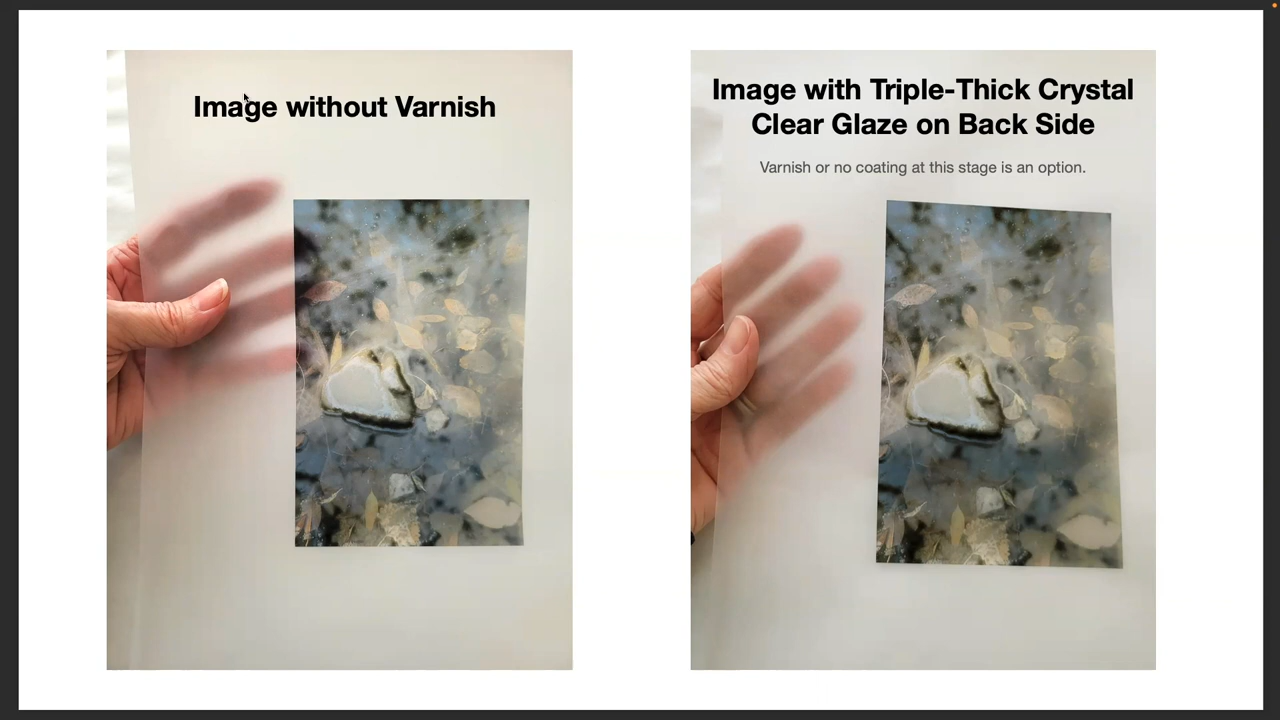 Image without Varnish
Image with Triple-Thick Crystal
Clear Glaze on Back Side
Varnish or no coating at this stage is an option.